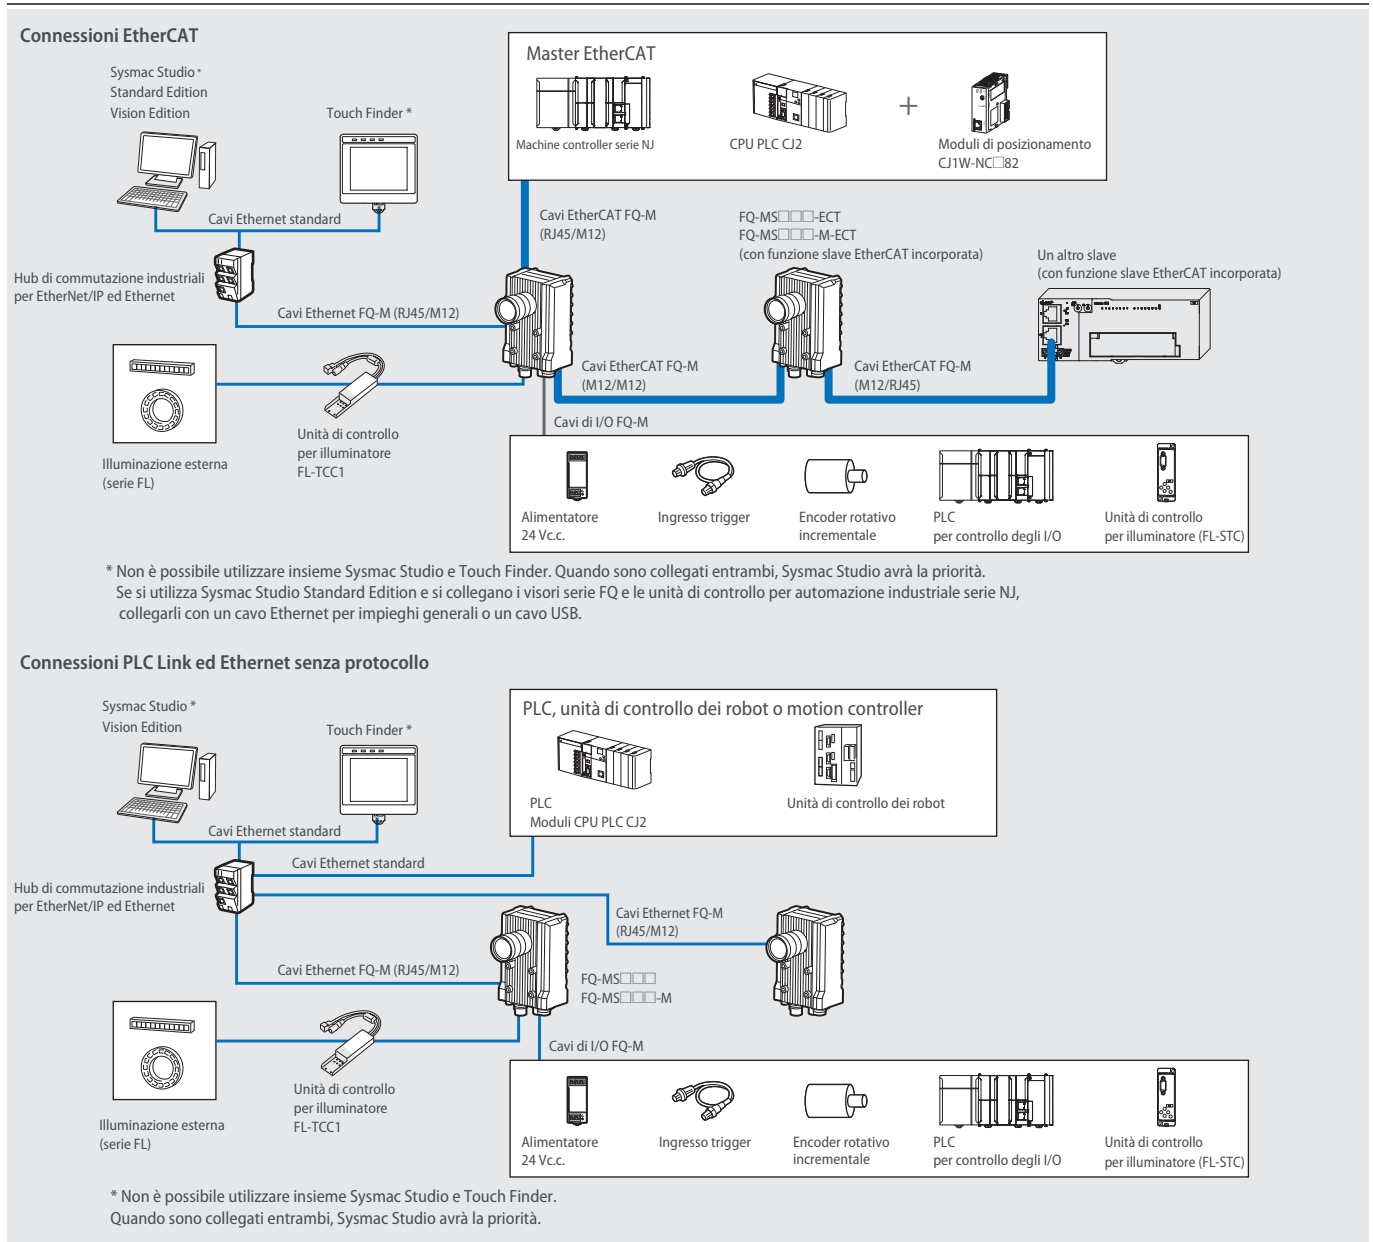 Connessioni EtherCAT
Sysmac Studio *
Standard Edition
Vision Edition
Touch Finder *
Cavi Ethernet standard
Hub di commutazione industriali
per EtherNet/IP ed Ethernet
Cavi Ethernet FQ-M (RJ45/M12)
Illuminazione esterna
(serie FL)
Unità di controllo
per illuminatore
FL-TCC1
Master EtherCAT
Machine controller serie NJ
CPU PLC CJ2
+
Moduli di posizionamento
CJ1W-NC□82
Cavi EtherCAT FQ-M
(RJ45/M12)
FQ-MS□□□-ECT
FQ-MS□□□-M-ECT
(con funzione slave EtherCAT incorporata)
Un altro slave
(con funzione slave EtherCAT incorporata)
Cavi EtherCAT FQ-M
(M12/M12)
Cavi EtherCAT FQ-M
(M12/RJ45)
Cavi di I/O FQ-M
Alimentatore
24 Vc.c.
Ingresso trigger
Encoder rotativo
incrementale
PLC
per controllo degli I/O
Unità di controllo
per illuminatore (FL-STC)
* Non è possibile utilizzare insieme Sysmac Studio e Touch Finder. Quando sono collegati entrambi, Sysmac Studio avrà la priorità.
Se si utilizza Sysmac Studio Standard Edition e si collegano i visori serie FQ e le unità di controllo per automazione industriale serie NJ,
collegarli con un cavo Ethernet per impieghi generali o un cavo USB.
Connessioni PLC Link ed Ethernet senza protocollo
Sysmac Studio *
Vision Edition
Touch Finder *
Cavi Ethernet standard
Hub di commutazione industriali
per EtherNet/IP ed Ethernet
Cavi Ethernet standard
Cavi Ethernet FQ-M (RJ45/M12)
Illuminazione esterna
(serie FL)
Unità di controllo
per illuminatore
FL-TCC1
PLC, unità di controllo dei robot o motion controller
PLC
Moduli CPU PLC CJ2
Unità di controllo dei robot
Cavi Ethernet FQ-M
(RJ45/M12)
FQ-MS□□□
FQ-MS□□□-M
Cavi di I/O FQ-M
Alimentatore
24 Vc.c.
Ingresso trigger
Encoder rotativo
incrementale
PLC
per controllo degli I/O
Unità di controllo
per illuminatore (FL-STC)
* Non è possibile utilizzare insieme Sysmac Studio e Touch Finder.
Quando sono collegati entrambi, Sysmac Studio avrà la priorità.